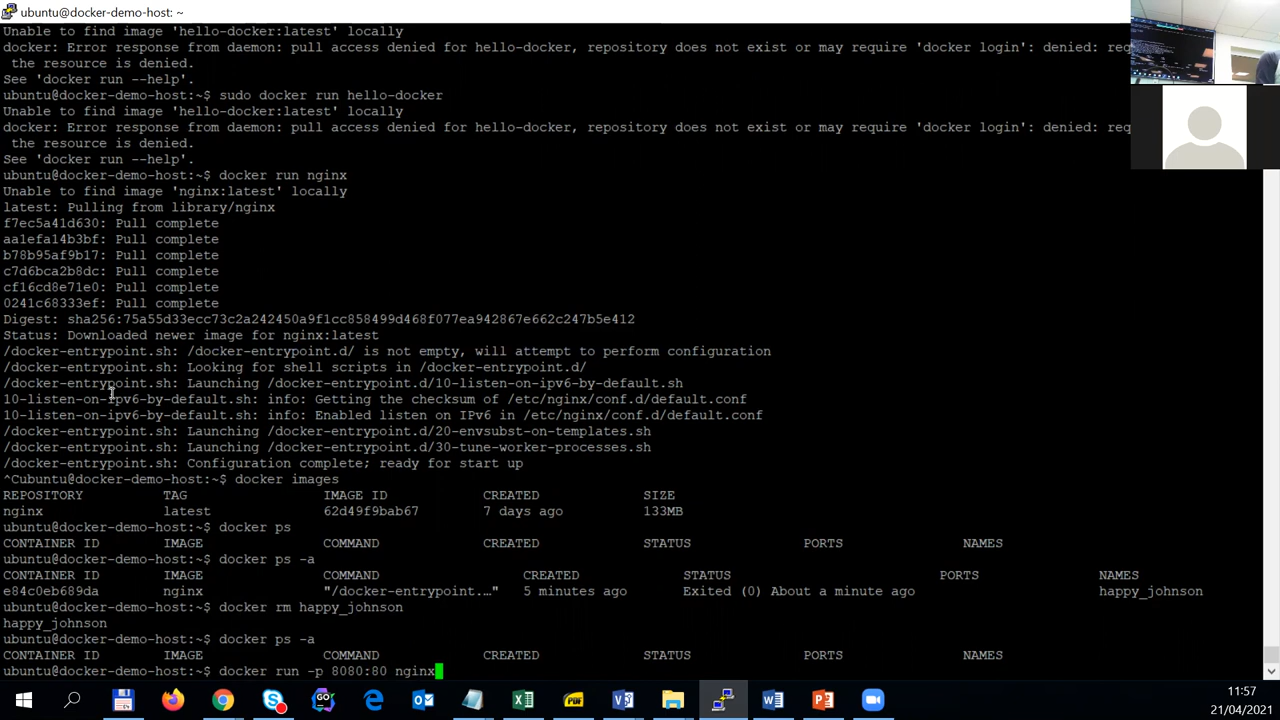 ubuntu@docker-demo-host: ~
Unable to find image 'hello-docker:latest' locally
docker: Error response from daemon: pull access denied for hello-docker, repository does not exist or may require 'docker login': denied: req
 the resource is denied.
See 'docker run --help'.
ubuntu@docker-demo-host:~$ sudo docker run hello-docker
Unable to find image 'hello-docker:latest' locally
docker: Error response from daemon: pull access denied for hello-docker, repository does not exist or may require 'docker login': denied: req
 the resource is denied.
See 'docker run --help'.
ubuntu@docker-demo-host:~$ docker run nginx
Unable to find image 'nginx:latest' locally
latest: Pulling from library/nginx
f7ec5a41d630: Pull complete
aa1efa14b3bf: Pull complete
b78b95af9b17: Pull complete
c7d6bca2b8dc: Pull complete
cf16cd8e71e0: Pull complete
0241c68333ef: Pull complete
Digest: sha256:75a55d33ecc73c2a242450a9f1cc858499d468f077ea942867e662c247b5e412
Status: Downloaded newer image for nginx:latest
/docker-entrypoint.sh: /docker-entrypoint.d/ is not empty, will attempt to perform configuration
/docker-entrypoint.sh: Looking for shell scripts in /docker-entrypoint.d/
/docker-entrypoint.sh: Launching /docker-entrypoint.d/10-listen-on-ipv6-by-default.sh
10-listen-on-ipv6-by-default.sh: info: Getting the checksum of /etc/nginx/conf.d/default.conf
10-listen-on-ipv6-by-default.sh: info: Enabled listen on IPv6 in /etc/nginx/conf.d/default.conf
/docker-entrypoint.sh: Launching /docker-entrypoint.d/20-envsubst-on-templates.sh
/docker-entrypoint.sh: Launching /docker-entrypoint.d/30-tune-worker-processes.sh
/docker-entrypoint.sh: Configuration complete; ready for start up
^Cubuntu@docker-demo-host:~$ docker images
REPOSITORY TAG IMAGE ID CREATED SIZE
nginx latest 62d49f9bab67 7 days ago 133MB
ubuntu@docker-demo-host:~$ docker ps
CONTAINER ID IMAGE COMMAND CREATED STATUS PORTS NAMES
ubuntu@docker-demo-host:~$ docker ps -a
CONTAINER ID IMAGE COMMAND CREATED STATUS PORTS NAMES
e84c0eb689da nginx "/docker-entrypoint.…" 5 minutes ago Exited (0) About a minute ago happy_johnson
ubuntu@docker-demo-host:~$ docker rm happy_johnson
happy_johnson
ubuntu@docker-demo-host:~$ docker ps -a
CONTAINER ID IMAGE COMMAND CREATED STATUS PORTS NAMES
ubuntu@docker-demo-host:~$ docker run -p 8080:80 nginx
11:57
21/04/2021